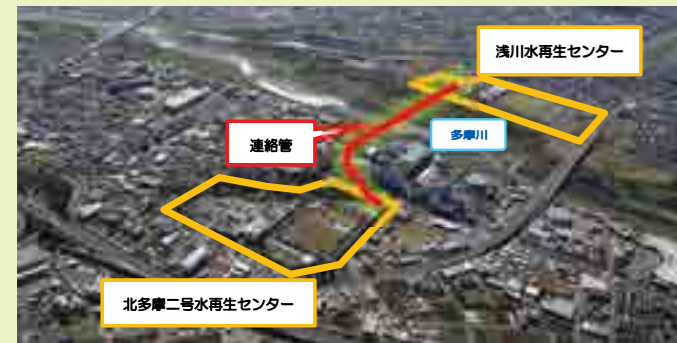 浅川水再生センター
多摩川
連絡管
北多摩二号水再生センター